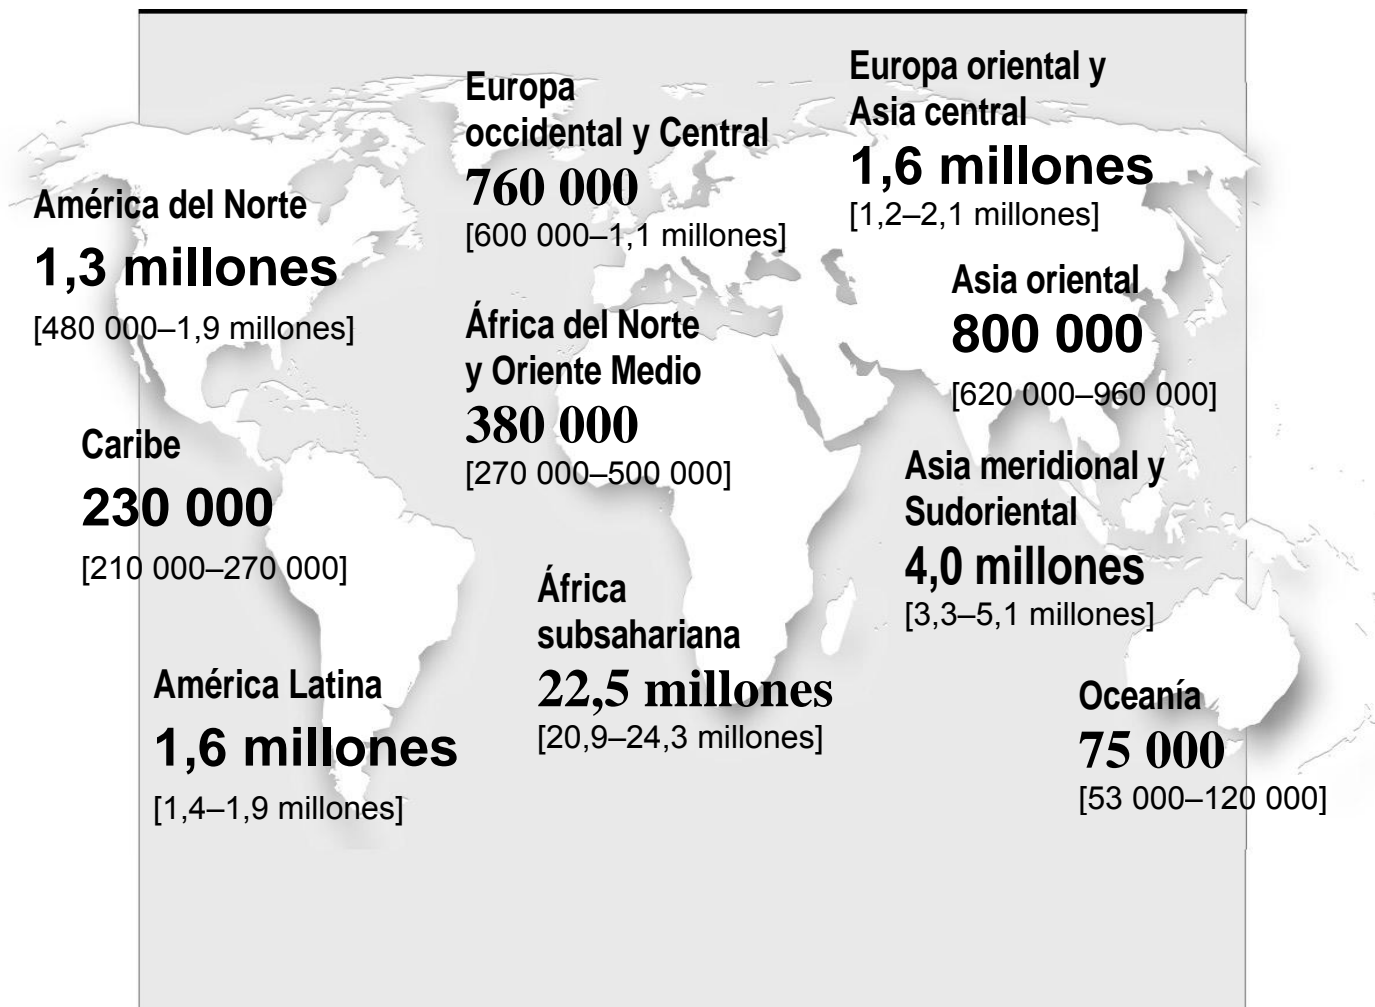 América del Norte
1,3 millones
[480 000–1,9 millones]
Caribe
230 000
[210 000–270 000]
América Latina
1,6 millones
[1,4–1,9 millones]
Europa
occidental y Central
760 000
[600 000–1,1 millones]
África del Norte
y Oriente Medio
380 000
[270 000–500 000]
África
subsahariana
22,5 millones
[20,9–24,3 millones]
Europa oriental y
Asia central
1,6 millones
[1,2–2,1 millones]
Asia oriental
800 000
[620 000–960 000]
Asia meridional y
Sudoriental
4,0 millones
[3,3–5,1 millones]
Oceanía
75 000
[53 000–120 000]